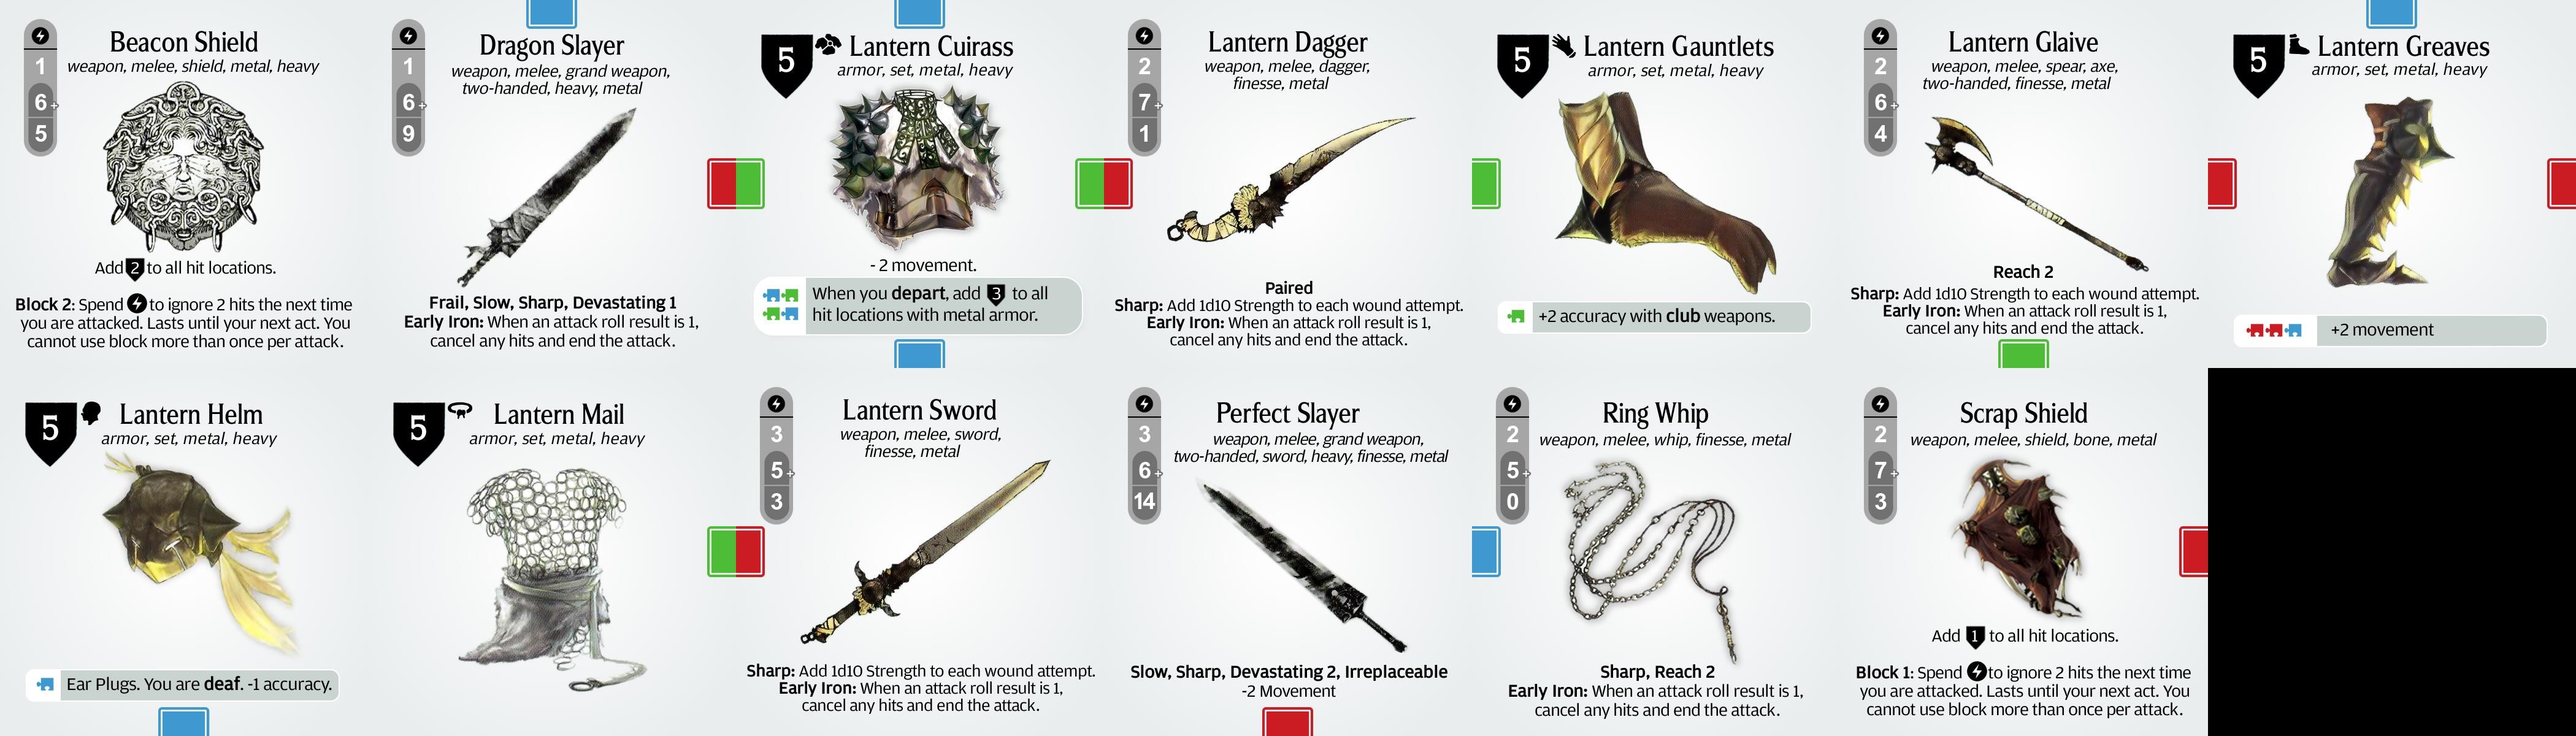 Beacon Shield
weapon, melee, shield, metal, heavy
1
6+
5
Add 2 to all hit locations.
Block 2: Spend to ignore 2 hits the next time
you are attacked. Lasts until your next act. You
cannot use block more than once per attack.
Dragon Slayer
weapon, melee, grand weapon,
two-handed, heavy, metal
1
6+
9
Frail, Slow, Sharp, Devastating 1
Early Iron: When an attack roll result is 1,
cancel any hits and end the attack.
5
Lantern Cuirass
armor, set, metal, heavy
- 2 movement.
When you depart, add 3 to all
hit locations with metal armor.
Lantern Dagger
weapon, melee, dagger,
finesse, metal
2
7+
1
Paired
Sharp: Add 1d10 Strength to each wound attempt.
Early Iron: When an attack roll result is 1,
cancel any hits and end the attack.
5
Lantern Gauntlets
armor, set, metal, heavy
+2 accuracy with club weapons.
Lantern Glaive
weapon, melee, spear, axe,
two-handed, finesse, metal
2
6+
4
Reach 2
Sharp: Add 1d10 Strength to each wound attempt.
Early Iron: When an attack roll result is 1,
cancel any hits and end the attack.
5
Lantern Greaves
armor, set, metal, heavy
+2 movement
5
Lantern Helm
armor, set, metal, heavy
Ear Plugs. You are deaf. -1 accuracy.
5
Lantern Mail
armor, set, metal, heavy
Lantern Sword
weapon, melee, sword,
finesse, metal
3
5+
3
Sharp: Add 1d10 Strength to each wound attempt.
Early Iron: When an attack roll result is 1,
cancel any hits and end the attack.
Perfect Slayer
weapon, melee, grand weapon,
two-handed, sword, heavy, finesse, metal
3
6+
14
Slow, Sharp, Devastating 2, Irreplaceable
-2 Movement
Ring Whip
weapon, melee, whip, finesse, metal
2
5+
0
Sharp, Reach 2
Early Iron: When an attack roll result is 1,
cancel any hits and end the attack.
Scrap Shield
weapon, melee, shield, bone, metal
2
7+
3
Add 1 to all hit locations.
Block 1: Spend to ignore 2 hits the next time
you are attacked. Lasts until your next act. You
cannot use block more than once per attack.